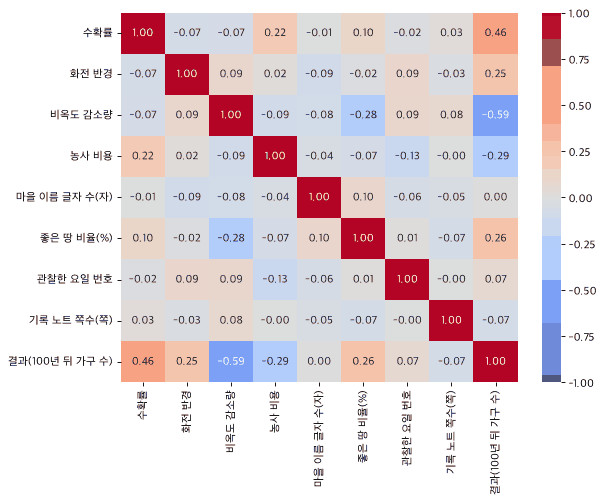 수확률 1.00 -0.07 -0.07 0.22 -0.01 0.10 -0.02 0.03 0.46
화전 반경 -0.07 1.00 0.09 0.02 -0.09 -0.02 0.09 -0.03 0.25
비옥도 감소량 -0.07 0.09 1.00 -0.09 -0.08 -0.28 0.09 0.08 -0.59
농사 비용 0.22 0.02 -0.09 1.00 -0.04 -0.07 -0.13 -0.00 -0.29
마을 이름 글자 수(자) -0.01 -0.09 -0.08 -0.04 1.00 0.10 -0.06 -0.05 0.00
좋은 땅 비율(%) 0.10 -0.02 -0.28 -0.07 0.10 1.00 0.01 -0.07 0.26
관찰한 요일 번호 -0.02 0.09 0.09 -0.13 -0.06 0.01 1.00 -0.00 0.07
기록 노트 쪽수(쪽) 0.03 -0.03 0.08 -0.00 -0.05 -0.07 -0.00 1.00 -0.07
결과(100년 뒤 가구 수) 0.46 0.25 -0.59 -0.29 0.00 0.26 0.07 -0.07 1.00
수확률
화전 반경
비옥도 감소량
농사 비용
마을 이름 글자 수(자)
좋은 땅 비율(%)
관찰한 요일 번호
기록 노트 쪽수(쪽)
결과(100년 뒤 가구 수)
1.00
0.75
0.50
0.25
0.00
-0.25
-0.50
-0.75
-1.00